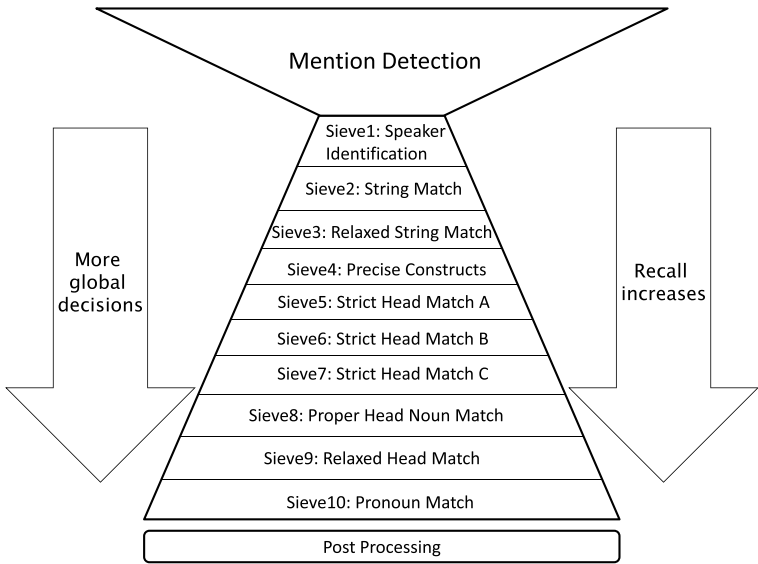 Mention Detection
Sieve1: Speaker
Identification
Sieve2: String Match
Sieve3: Relaxed String Match
Sieve4: Precise Constructs
Sieve5: Strict Head Match A
Sieve6: Strict Head Match B
Sieve7: Strict Head Match C
Sieve8: Proper Head Noun Match
Sieve9: Relaxed Head Match
Sieve10: Pronoun Match
Post Processing
More
global
decisions
Recall
increases